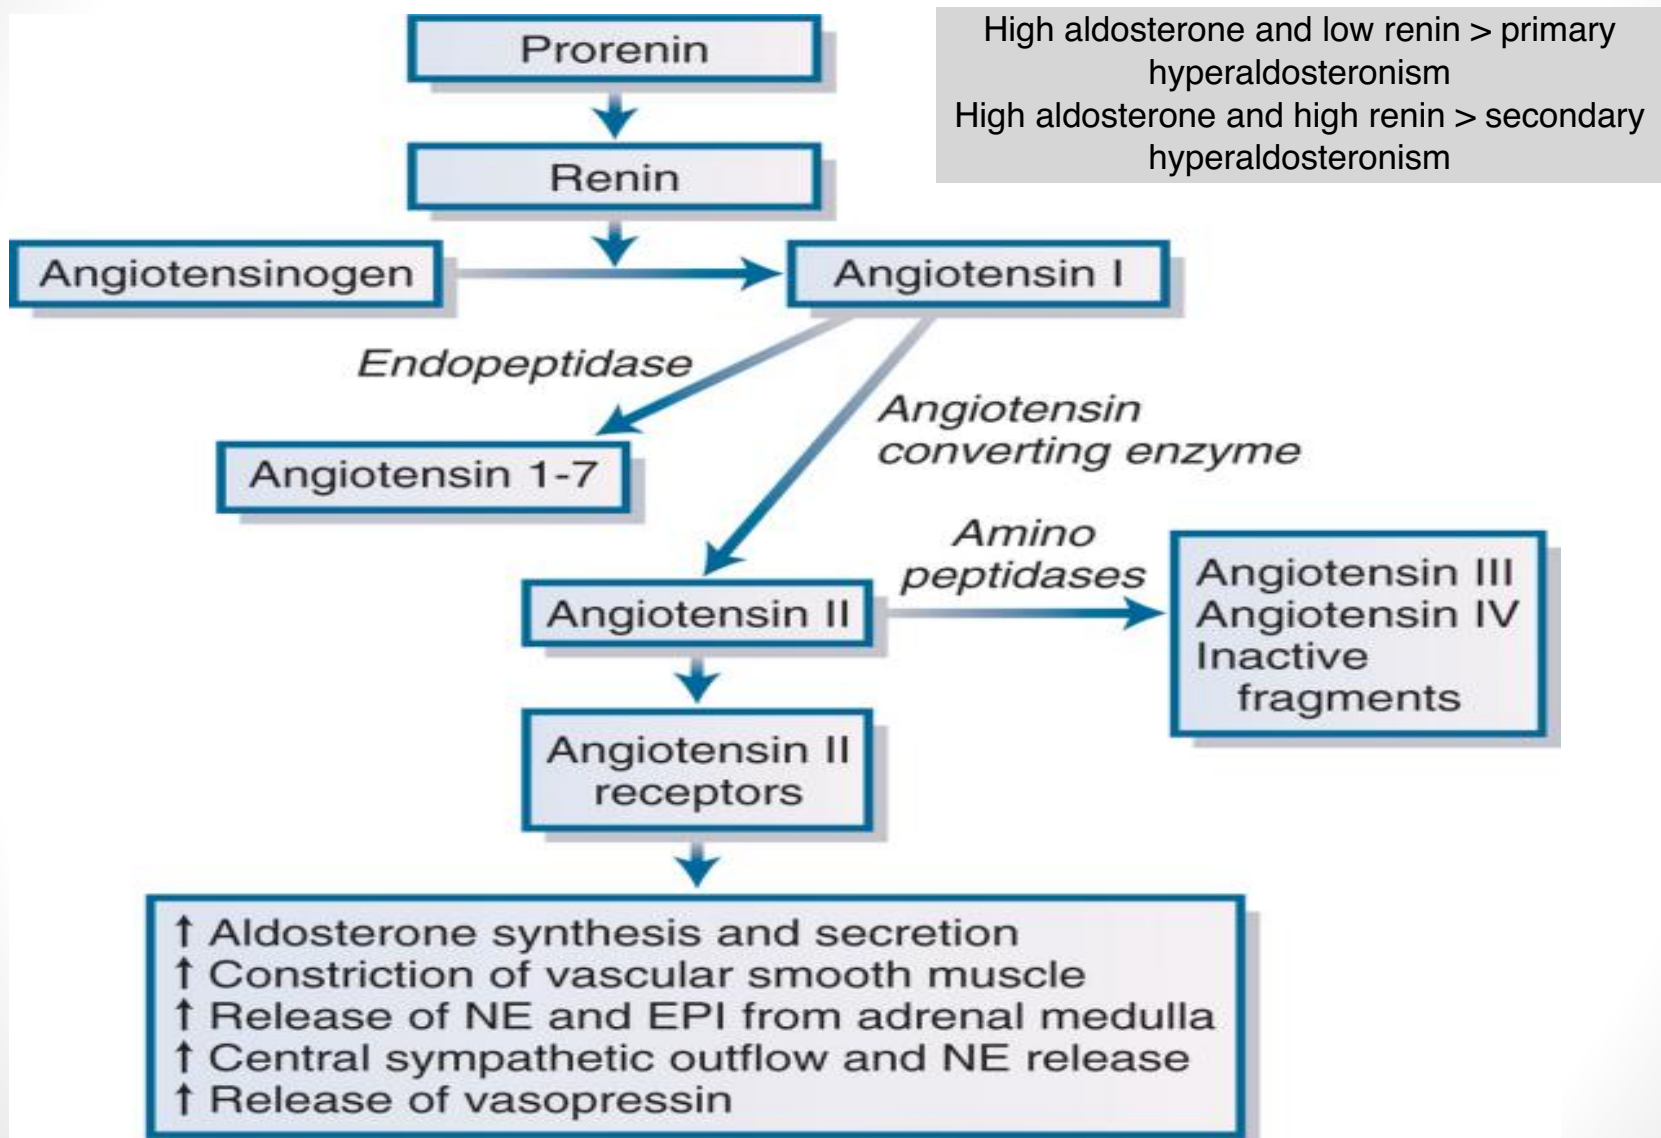 High aldosterone and low renin > primary
hyperaldosteronism
High aldosterone and high renin > secondary
hyperaldosteronism
Prorenin
Renin
Angiotensinogen
Angiotensin I
Endopeptidase
Angiotensin
converting enzyme
Angiotensin 1-7
Amino
peptidases
Angiotensin II
Angiotensin III
Angiotensin IV
Inactive
fragments
Angiotensin II
receptors
↑ Aldosterone synthesis and secretion
↑ Constriction of vascular smooth muscle
↑ Release of NE and EPI from adrenal medulla
↑ Central sympathetic outflow and NE release
↑ Release of vasopressin